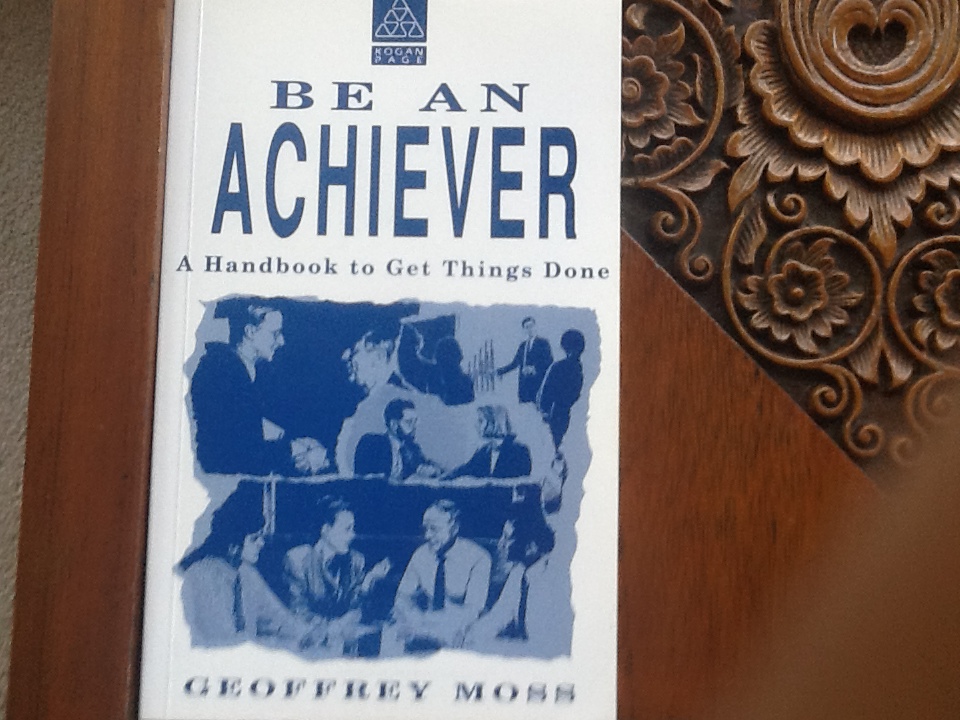 KOGAN
PAGE
BE AN
ACHIEVER
A Handbook to Get Things Done
GEOFFREY MOSS